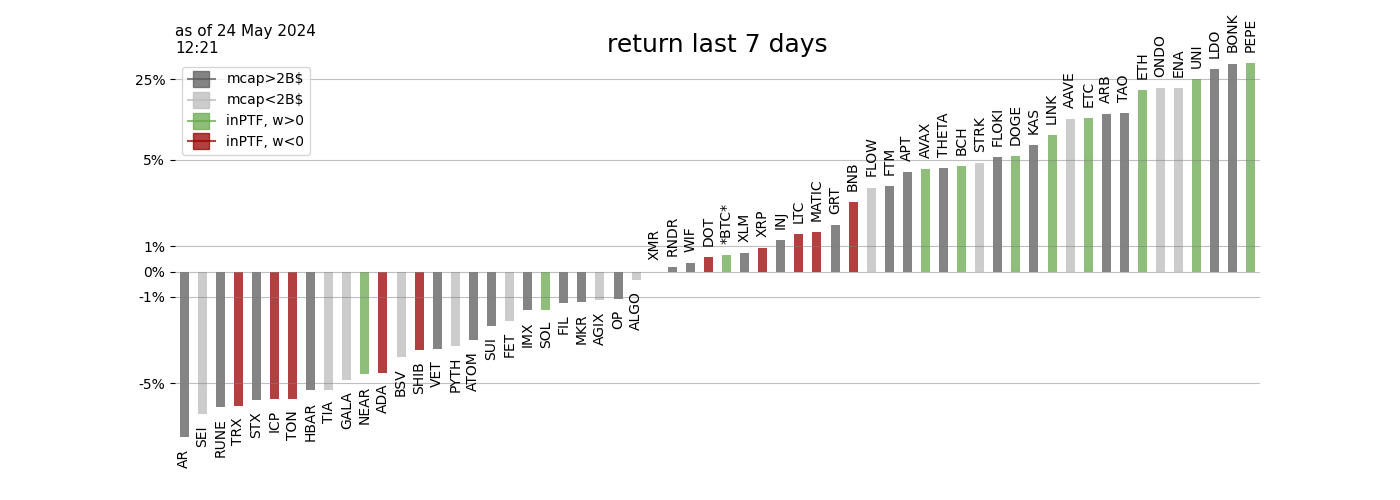 as of 24 May 2024
12:21
return last 7 days
mcap>2B$
mcap<2B$
inPTF, w>0
inPTF, w<0
25%
5%
1%
0%
-1%
-5%
AR
SEI
RUNE
TRX
STX
ICP
TON
HBAR
TIA
GALA
NEAR
ADA
BSV
SHIB
VET
PYTH
ATOM
SUI
FET
IMX
SOL
FIL
MKR
AGIX
OP
ALGO
XMR
RNDR
WIF
DOT
*BTC*
XLM
XRP
INJ
LTC
MATIC
GRT
BNB
FLOW
FTM
APT
AVAX
THETA
BCH
STRK
FLOKI
DOGE
KAS
LINK
AAVE
ETC
ARB
TAO
ETH
ONDO
ENA
UNI
LDO
BONK
PEPE